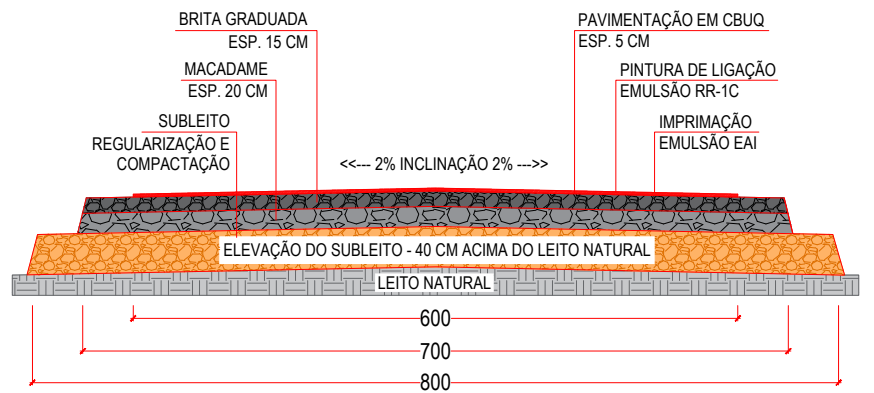 BRITA GRADUADA
ESP. 15 CM
MACADAME
ESP. 20 CM
SUBLEITO
REGULARIZAÇÃO E
COMPACTAÇÃO
PAVIMENTAÇÃO EM CBUQ
ESP. 5 CM
PINTURA DE LIGAÇÃO
EMULSÃO RR-1C
IMPRIMAÇÃO
EMULSÃO EAI
<<--- 2% INCLINAÇÃO 2% --->>
ELEVAÇÃO DO SUBLEITO - 40 CM ACIMA DO LEITO NATURAL
LEITO NATURAL
600
700
800